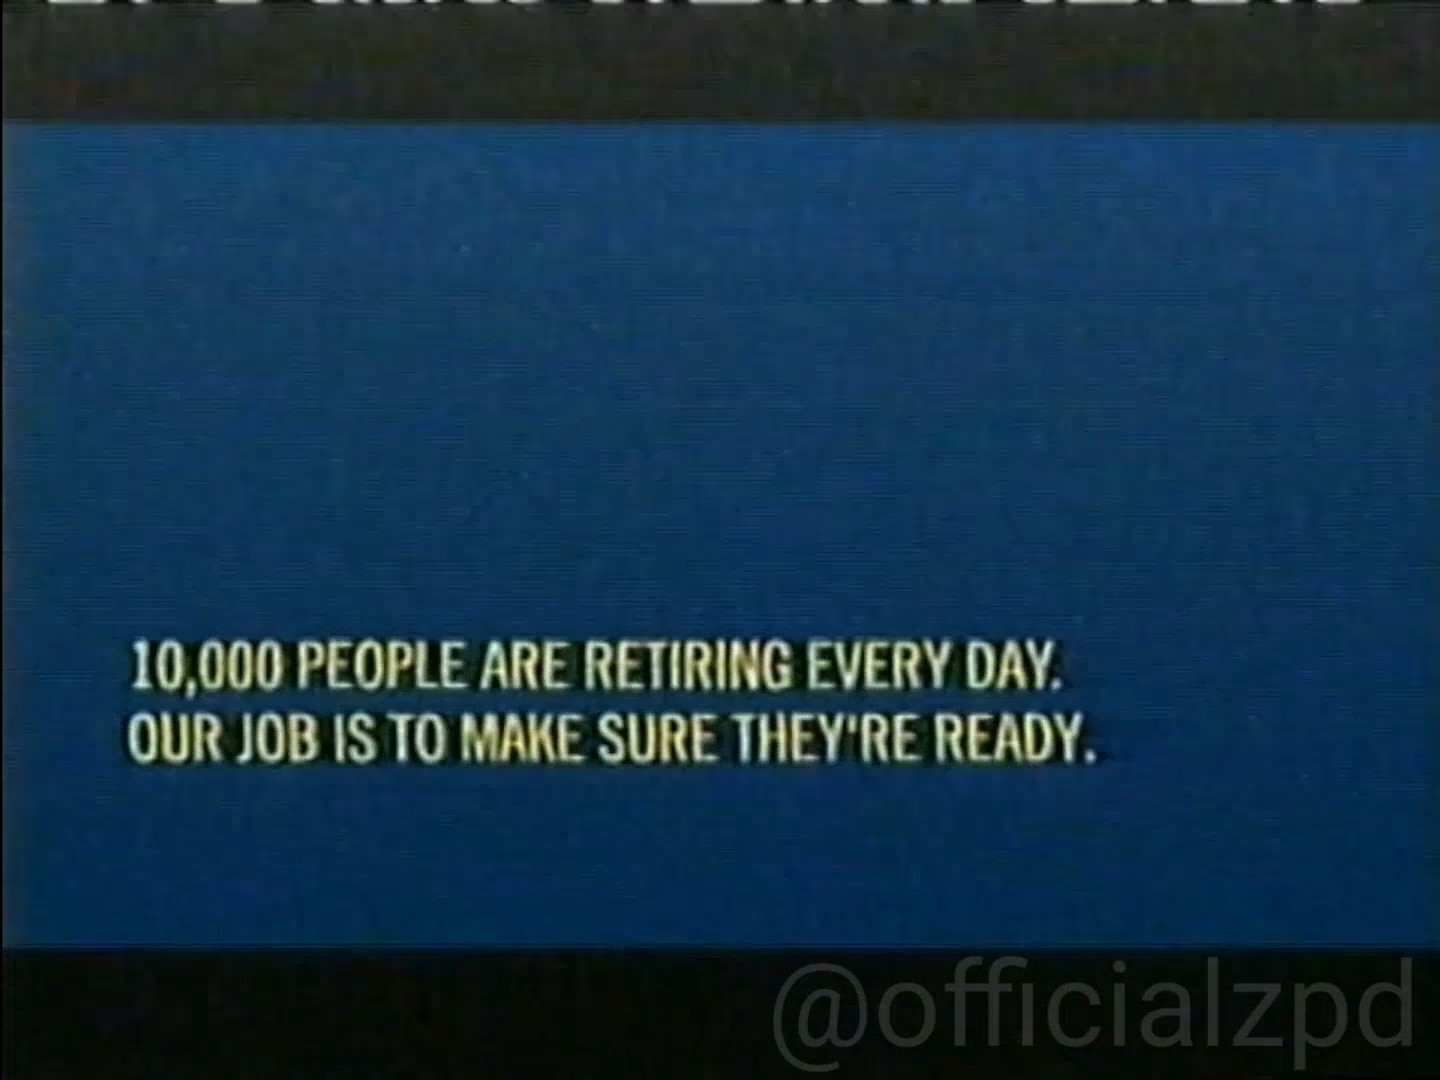 10,000 PEOPLE ARE RETIRING EVERY DAY.
OUR JOB IS TO MAKE SURE THEY'RE READY.
@officialzpd